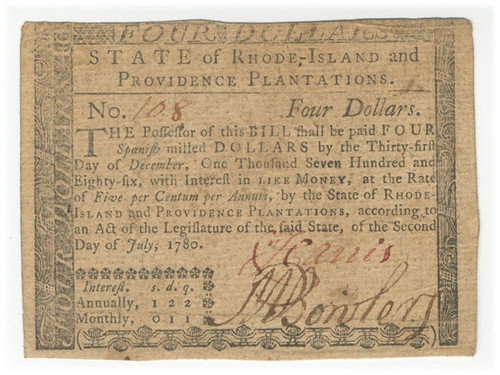 FOUR DOLLARS
STATE of RHODE-ISLAND and
PROVIDENCE PLANTATIONS.
No. 108 Four Dollars.
THE Possessor of this BILL shall be paid FOUR
Spanish milled DOLLARS by the Thirty-first
Day of December, One Thousand Seven Hundred and
Eighty-six, with Interest in LIKE MONEY, at the Rate
of Five per Centum per Annum, by the State of RHODE-
ISLAND and PROVIDENCE PLANTATIONS, according to
an Act of the Legislature of the said State, of the Second
Day of July, 1780.
Interest. s. d. q.
Annually, 1 2 2
Monthly, 0 1 1
Bowler
FOUR DOLLARS